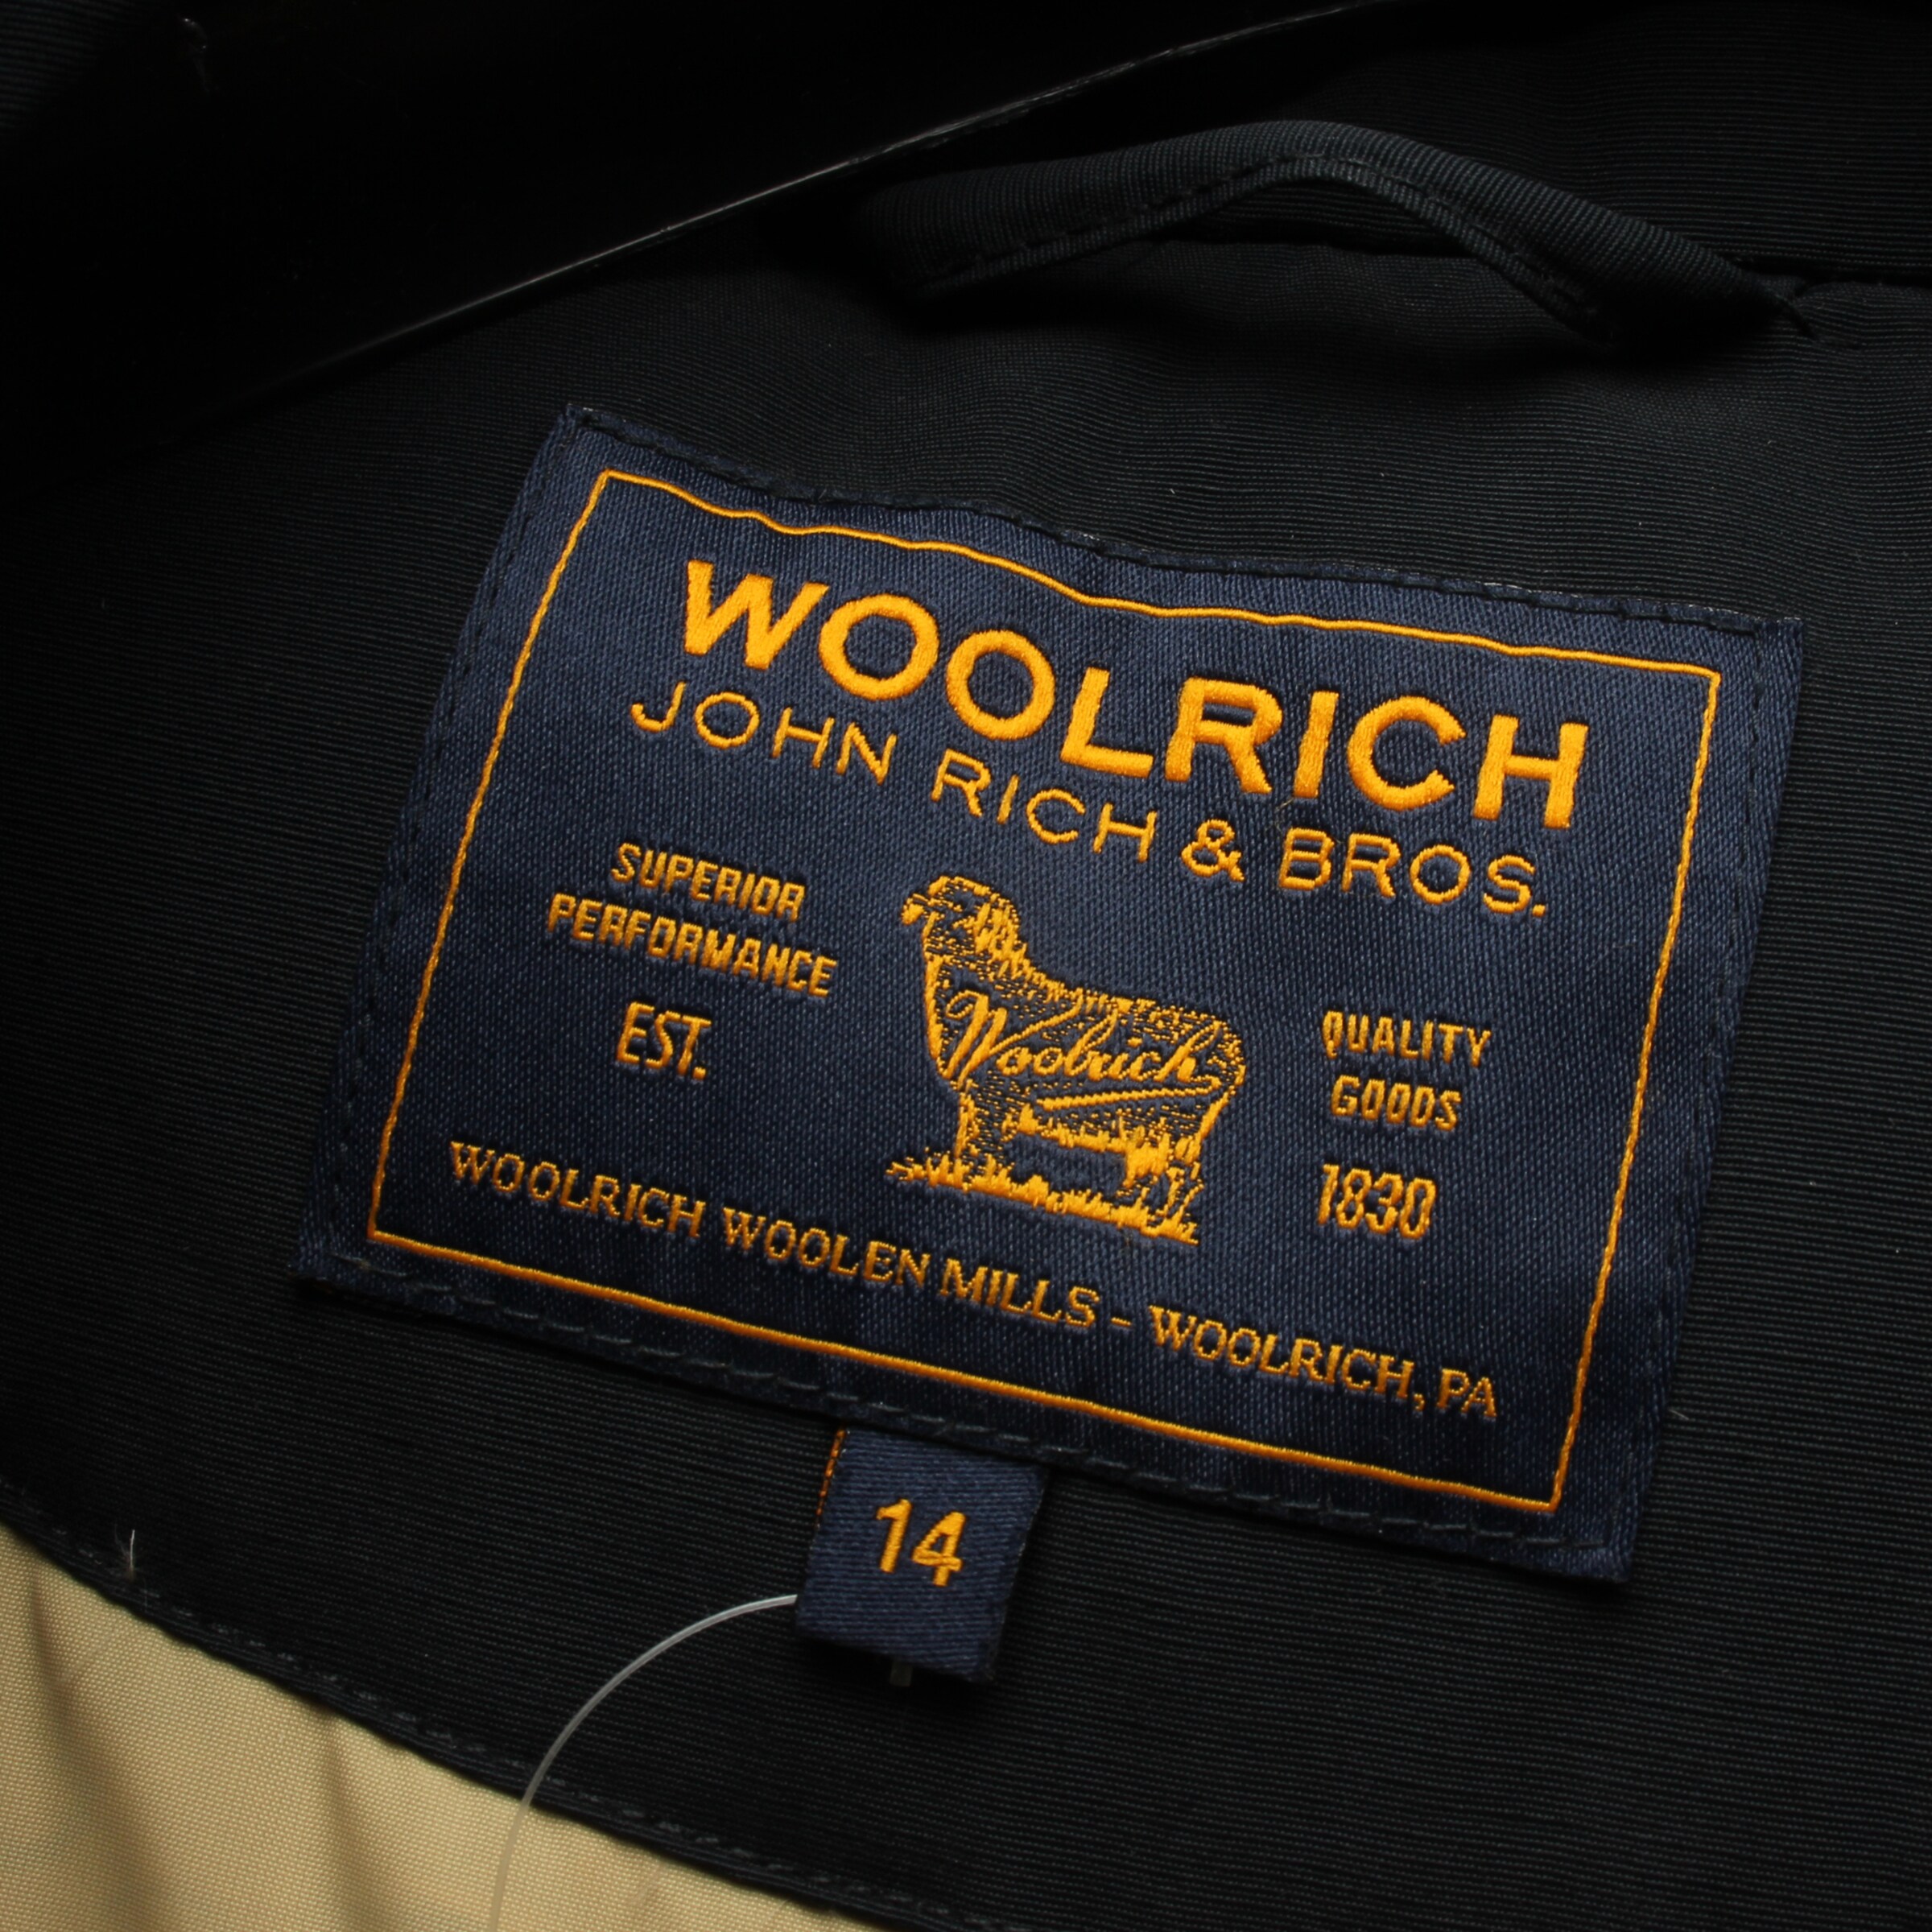 WOOLRICH
JOHN RICH & BROS.
SUPERIOR
PERFORMANCE
EST.
Woolrich
QUALITY
GOODS
1830
WOOLRICH WOOLEN MILLS - WOOLRICH, PA
14